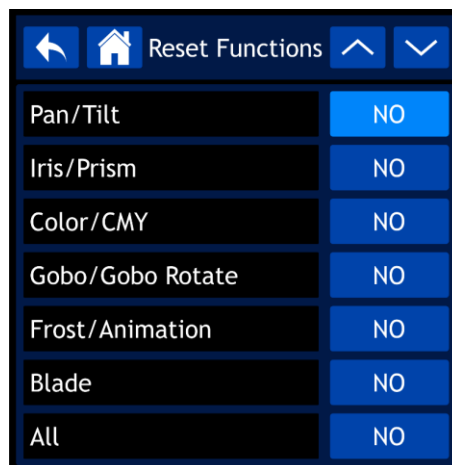 Reset Functions
Pan/Tilt NO
Iris/Prism NO
Color/CMY NO
Gobo/Gobo Rotate NO
Frost/Animation NO
Blade NO
All NO